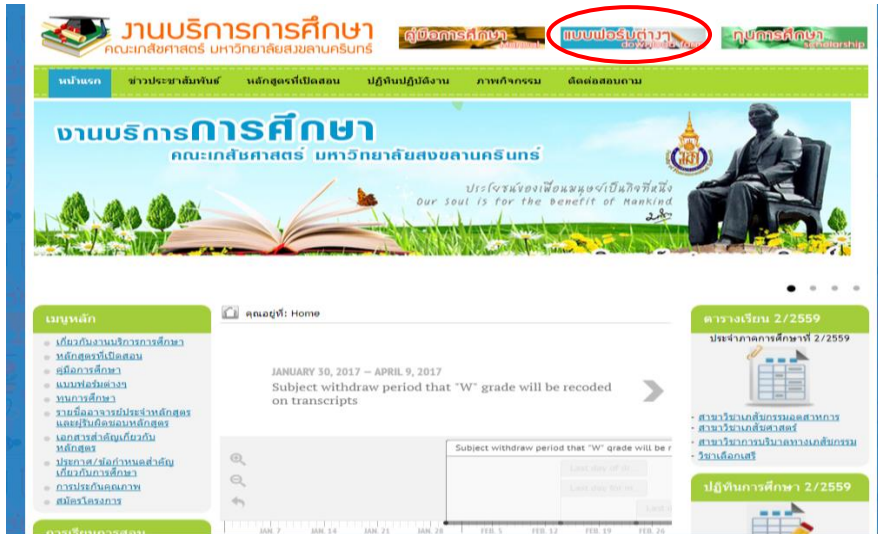 งานบริการการศึกษา
คณะเภสัชศาสตร์ มหาวิทยาลัยสงขลานครินทร์
คู่มือการศึกษา
manual
แบบฟอร์มต่างๆ
download form
ทุนการศึกษา
scholarship
หน้าแรก ข่าวประชาสัมพันธ์ หลักสูตรที่เปิดสอน ปฏิทินปฏิบัติงาน ภาพกิจกรรม ติดต่อสอบถาม
งานบริการการศึกษา
คณะเภสัชศาสตร์ มหาวิทยาลัยสงขลานครินทร์
ประโยชน์ของเพื่อนมนุษย์เป็นกิจที่หนึ่ง
Our Soul is for the Benefit of Mankind
เมนูหลัก
เกี่ยวกับงานบริการการศึกษา
หลักสูตรที่เปิดสอน
คู่มือการศึกษา
แบบฟอร์มต่างๆ
ทุนการศึกษา
รายชื่ออาจารย์ประจำหลักสูตร
และผู้รับผิดชอบหลักสูตร
เอกสารสำคัญเกี่ยวกับ
หลักสูตร
ประกาศ/ข้อกำหนดสำคัญ
เกี่ยวกับการศึกษา
การประกันคุณภาพ
สมัครโครงการ
การเรียนการสอน
คุณอยู่ที่: Home
JANUARY 30, 2017 — APRIL 9, 2017
Subject withdraw period that "W" grade will be recoded
on transcripts
Subject withdraw period that "W" grade will be r
JAN. 7 JAN. 14 JAN. 21 JAN. 28 FEB. 5 FEB. 12 FEB. 19 FEB. 26
ตารางเรียน 2/2559
ประจำภาคการศึกษาที่ 2/2559
- สาขาวิชาเภสัชกรรมอุตสาหการ
- สาขาวิชาเภสัชศาสตร์
- สาขาวิชาการบริบาลทางเภสัชกรรม
- วิชาเลือกเสรี
ปฏิทินการศึกษา 2/2559